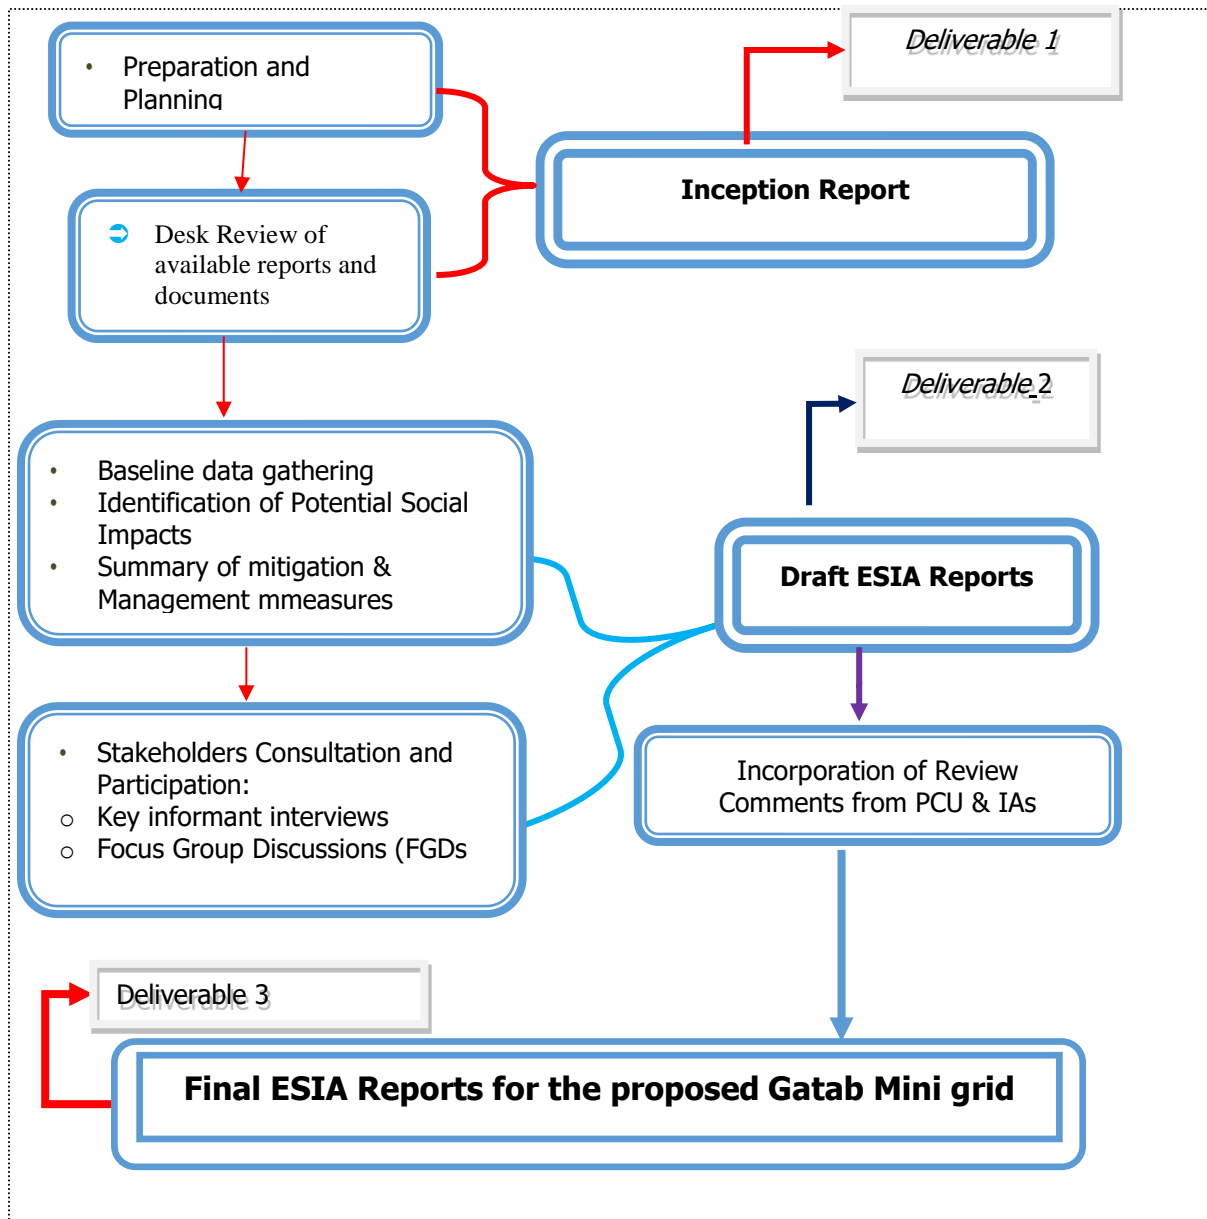 • Preparation and
Planning
Deliverable 1
Inception Report
➲ Desk Review of
available reports and
documents
Deliverable 2
• Baseline data gathering
• Identification of Potential Social
Impacts
• Summary of mitigation &
Management mmeasures
Draft ESIA Reports
• Stakeholders Consultation and
Participation:
o Key informant interviews
o Focus Group Discussions (FGDs
Incorporation of Review
Comments from PCU & IAs
Deliverable 3
Final ESIA Reports for the proposed Gatab Mini grid